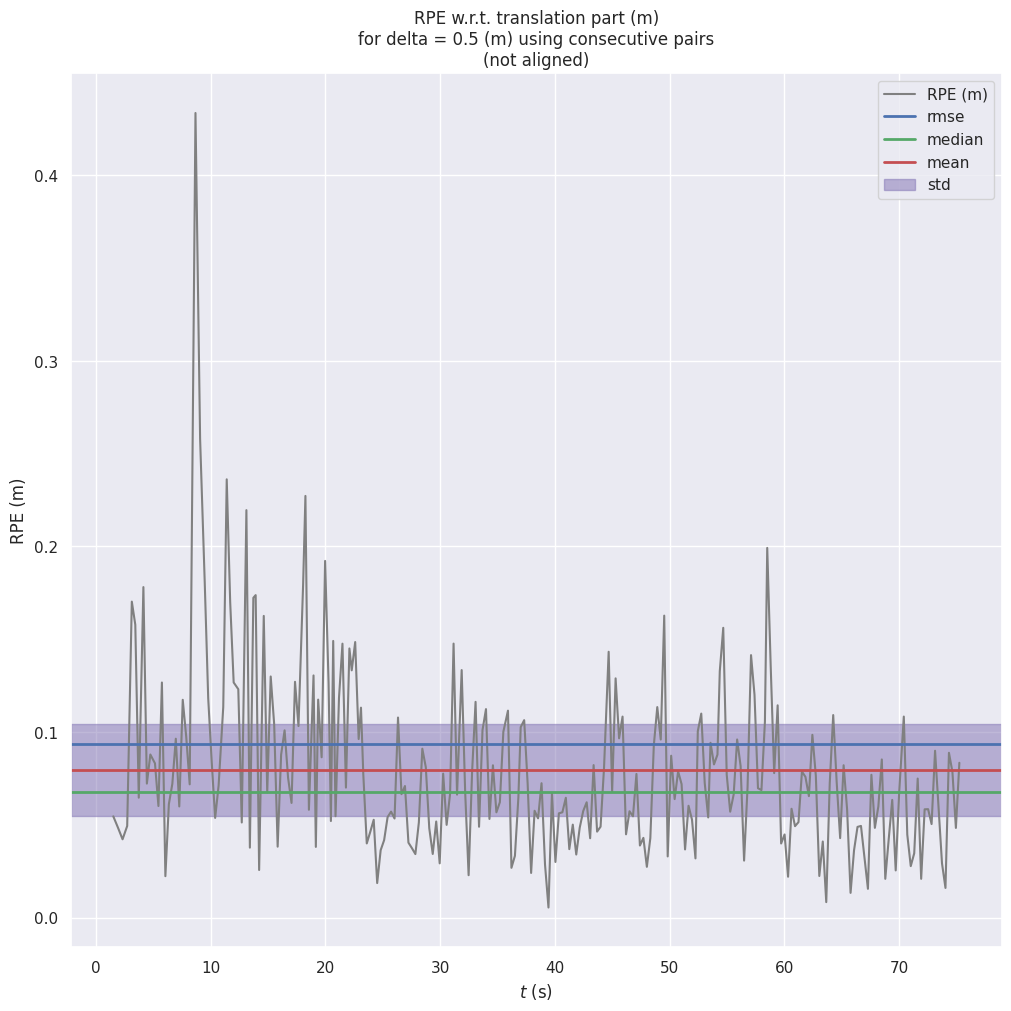 RPE w.r.t. translation part (m)
for delta = 0.5 (m) using consecutive pairs
(not aligned)
RPE (m)
rmse
median
mean
std
RPE (m)
0.4
0.3
0.2
0.1
0.0
0 10 20 30 40 50 60 70
t (s)